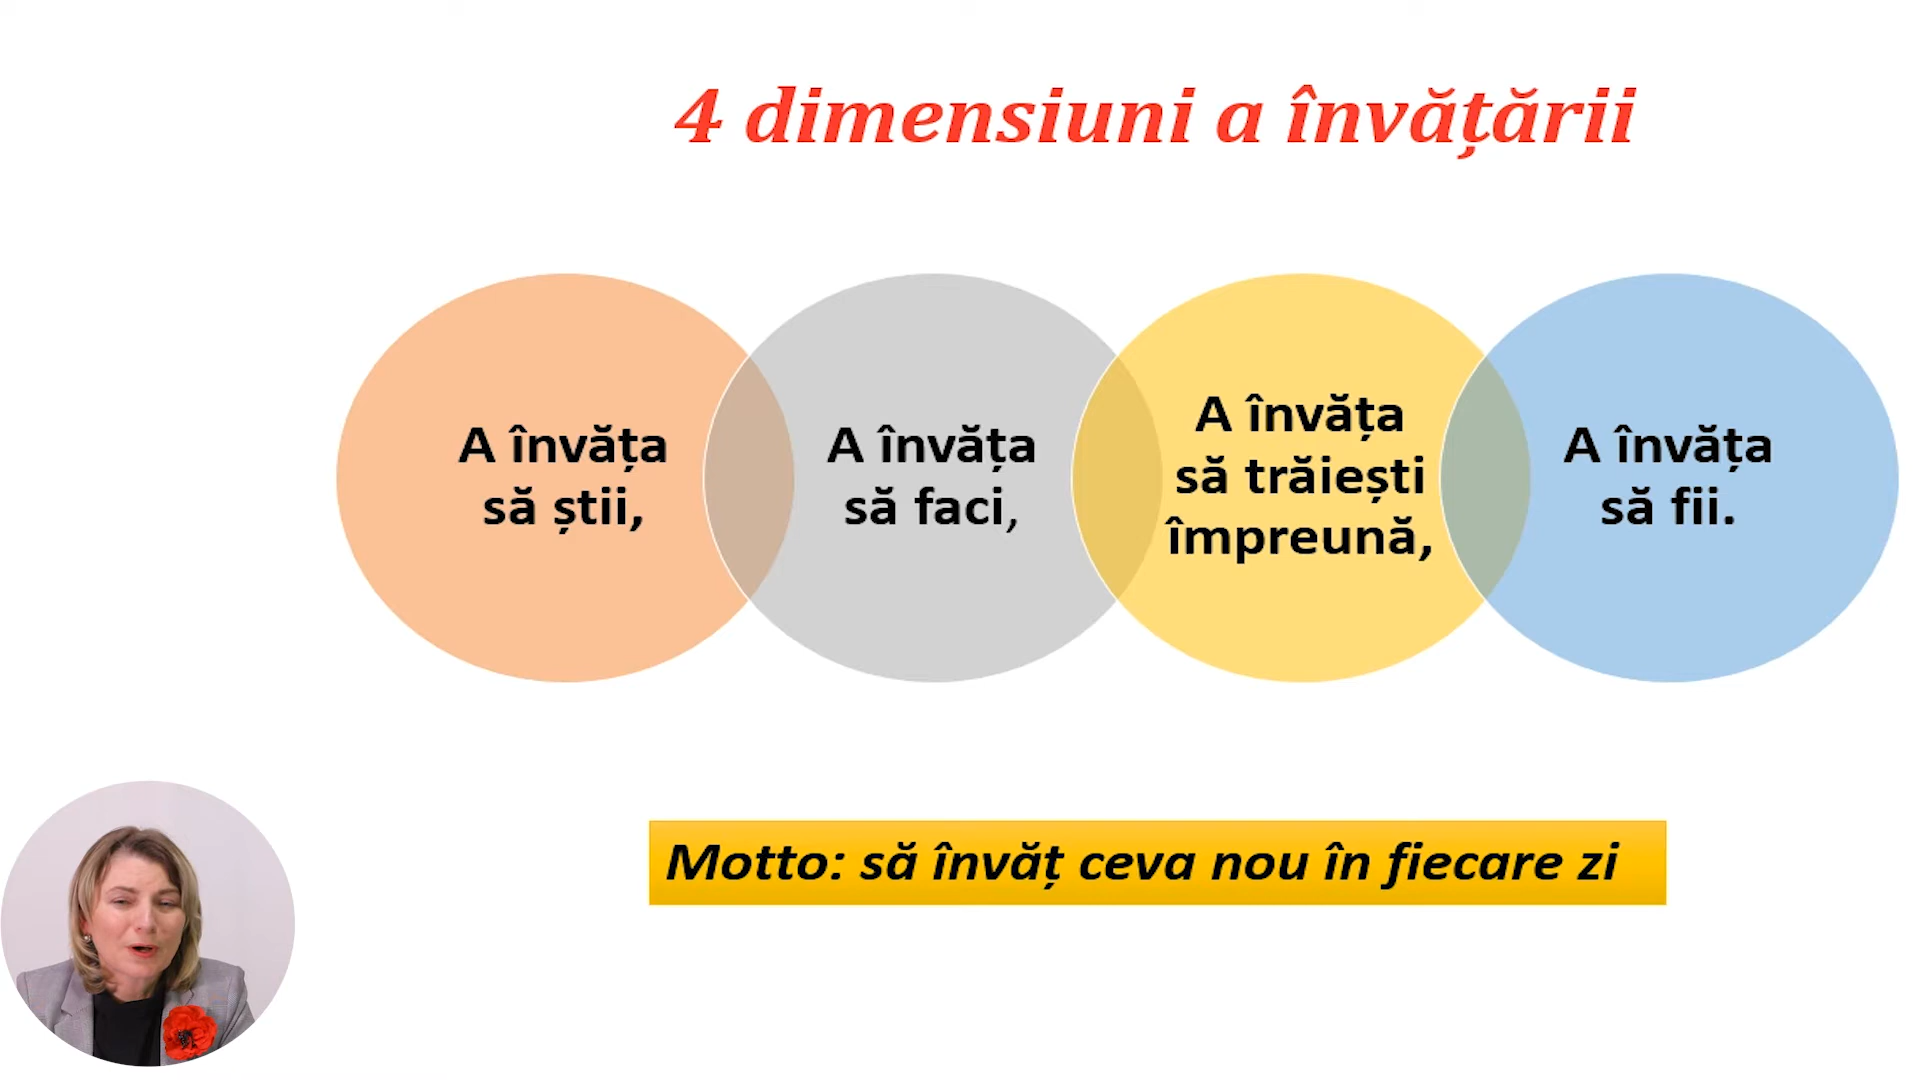 4 dimensiuni a învățării
A învăța
să știi,
A învăța
să faci,
A învăța
să trăiești
împreună,
A învăța
să fii.
Motto: să învăț ceva nou în fiecare zi